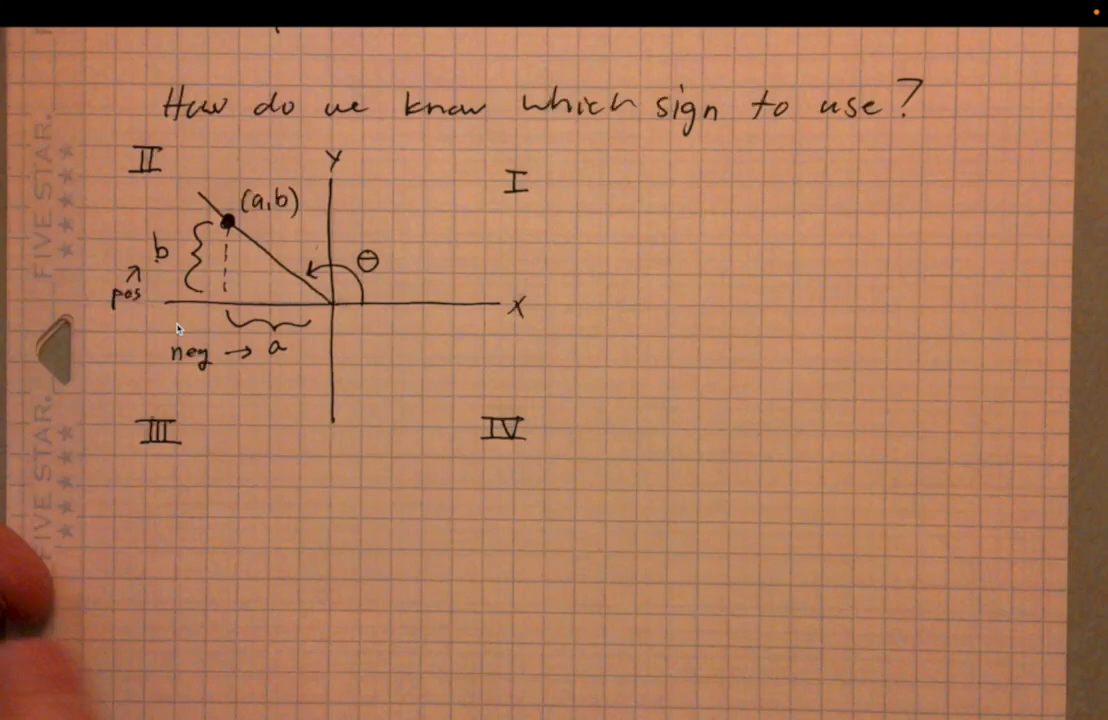 How do we know which sign to use?
II
Y
I
(a,b)
b
θ
pos
X
neg → a
III
IV
FIVE STAR.
FIVE STAR.